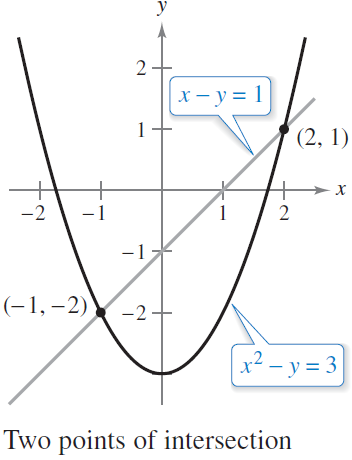 y
2
x – y = 1
1
(2, 1)
x
−2 −1 1 2
−1
(−1, −2) −2
x² – y = 3
Two points of intersection